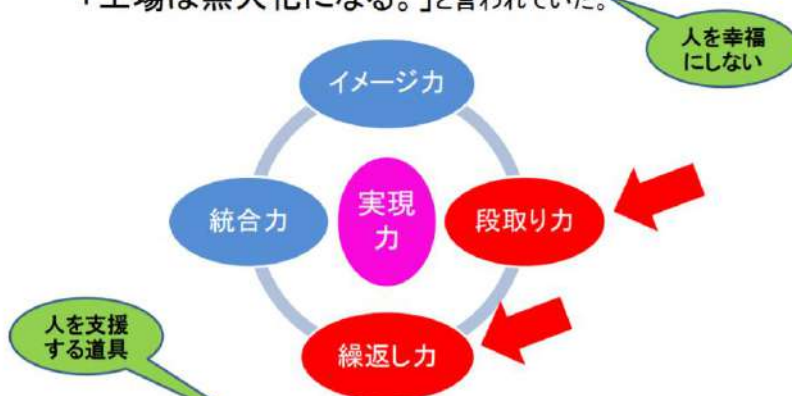 「工場は無人化になる。」と言われていた。
人を幸福
にしない
イメージ力
統合力
実現
力
段取り力
人を支援
する道具
繰返し力